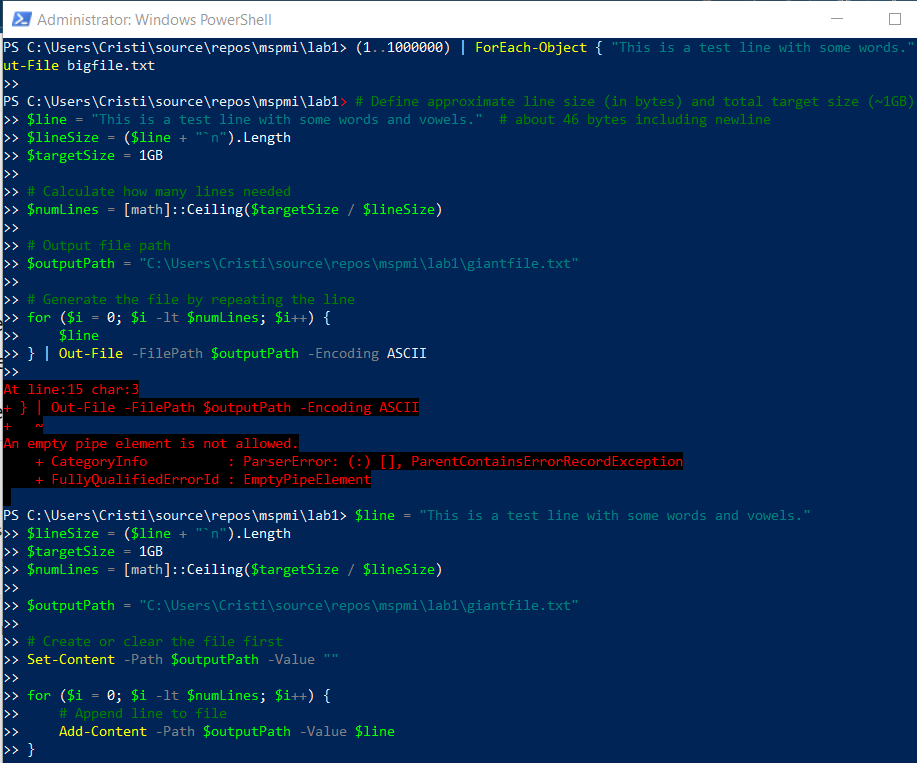 Administrator: Windows PowerShell
PS C:\Users\Cristi\source\repos\mspmi\lab1> (1..1000000) | ForEach-Object { "This is a test line with some words."
ut-File bigfile.txt
>>
PS C:\Users\Cristi\source\repos\mspmi\lab1> # Define approximate line size (in bytes) and total target size (~1GB)
>> $line = "This is a test line with some words and vowels."  # about 46 bytes including newline
>> $lineSize = ($line + "`n").Length
>> $targetSize = 1GB
>>
>> # Calculate how many lines needed
>> $numLines = [math]::Ceiling($targetSize / $lineSize)
>>
>> # Output file path
>> $outputPath = "C:\Users\Cristi\source\repos\mspmi\lab1\giantfile.txt"
>>
>> # Generate the file by repeating the line
>> for ($i = 0; $i -lt $numLines; $i++) {
>>     $line
>> } | Out-File -FilePath $outputPath -Encoding ASCII
>>
At line:15 char:3
+ } | Out-File -FilePath $outputPath -Encoding ASCII
+   ~
An empty pipe element is not allowed.
    + CategoryInfo          : ParserError: (:) [], ParentContainsErrorRecordException
    + FullyQualifiedErrorId : EmptyPipeElement
PS C:\Users\Cristi\source\repos\mspmi\lab1> $line = "This is a test line with some words and vowels."
>> $lineSize = ($line + "`n").Length
>> $targetSize = 1GB
>> $numLines = [math]::Ceiling($targetSize / $lineSize)
>>
>> $outputPath = "C:\Users\Cristi\source\repos\mspmi\lab1\giantfile.txt"
>>
>> # Create or clear the file first
>> Set-Content -Path $outputPath -Value ""
>>
>> for ($i = 0; $i -lt $numLines; $i++) {
>>     # Append line to file
>>     Add-Content -Path $outputPath -Value $line
>> }